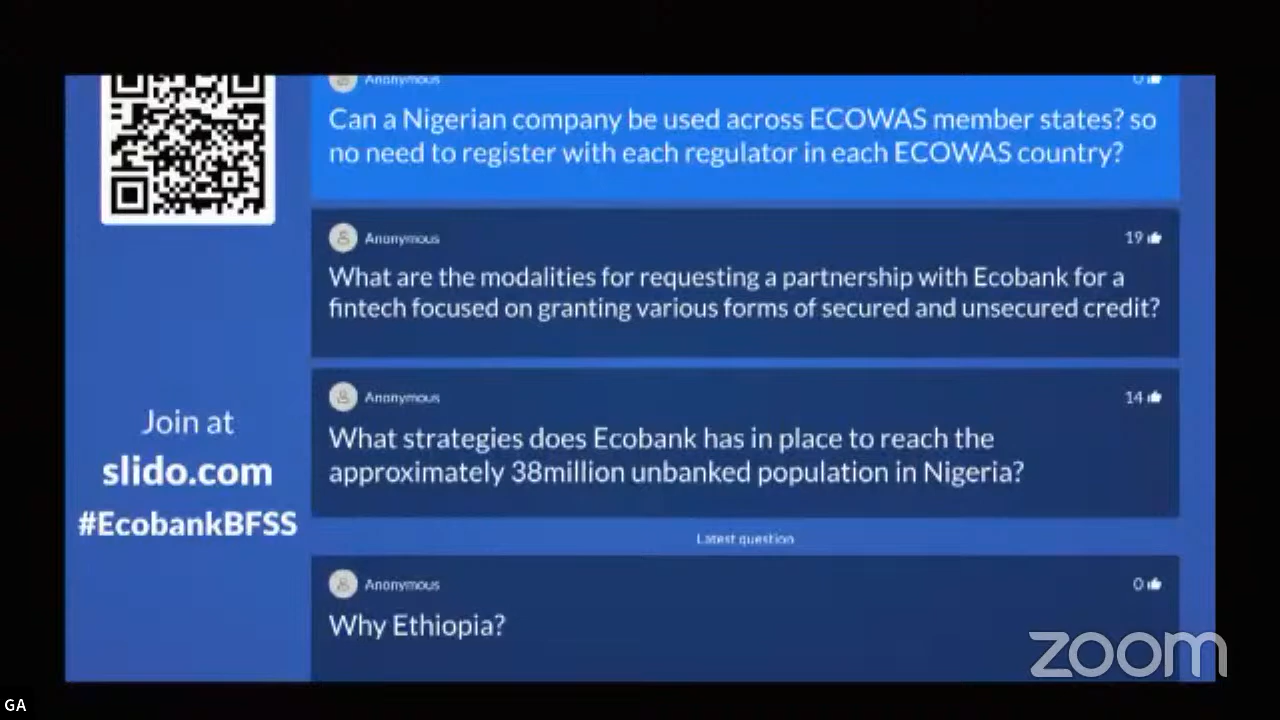 Anonymous
0
Can a Nigerian company be used across ECOWAS member states? so
no need to register with each regulator in each ECOWAS country?
Anonymous
19
What are the modalities for requesting a partnership with Ecobank for a
fintech focused on granting various forms of secured and unsecured credit?
Join at
slido.com
#EcobankBFSS
Anonymous
14
What strategies does Ecobank has in place to reach the
approximately 38million unbanked population in Nigeria?
Latest question
Anonymous
0
Why Ethiopia?
zoom
GA